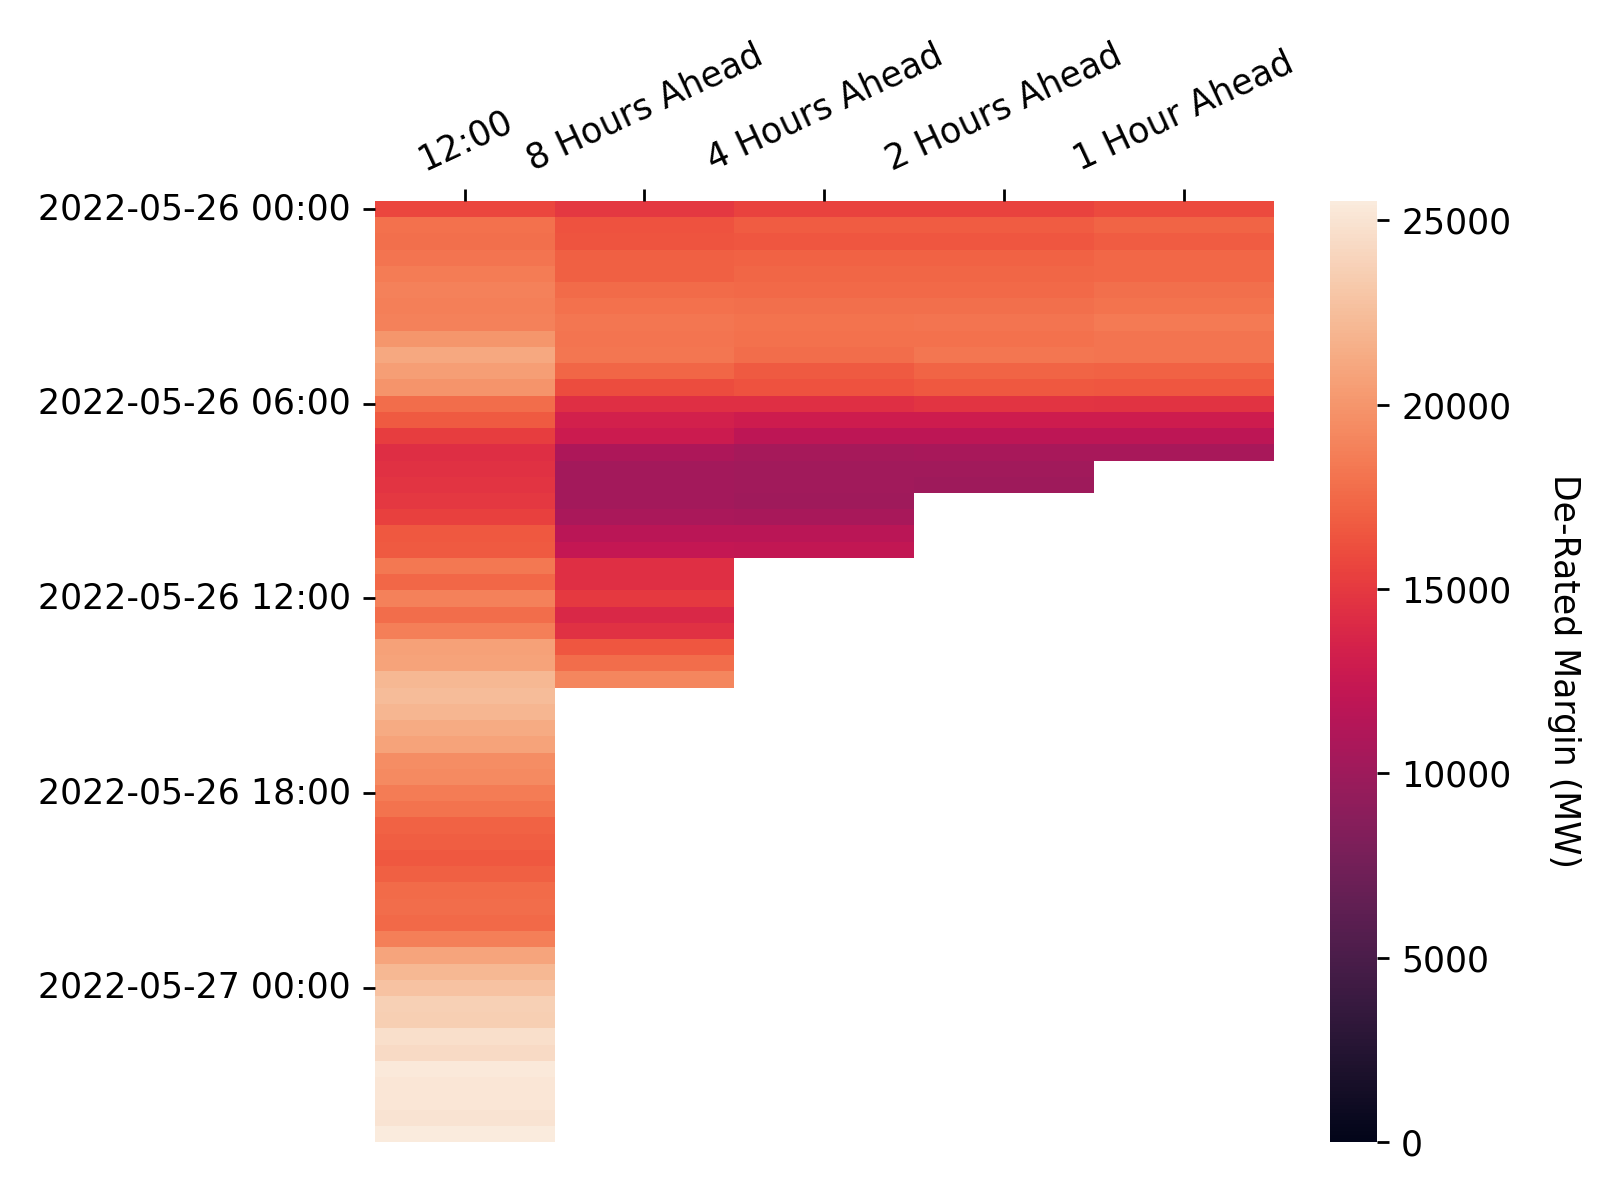 12:00
8 Hours Ahead
4 Hours Ahead
2 Hours Ahead
1 Hour Ahead
2022-05-26 00:00
2022-05-26 06:00
2022-05-26 12:00
2022-05-26 18:00
2022-05-27 00:00
25000
20000
15000
10000
5000
0
De-Rated Margin (MW)